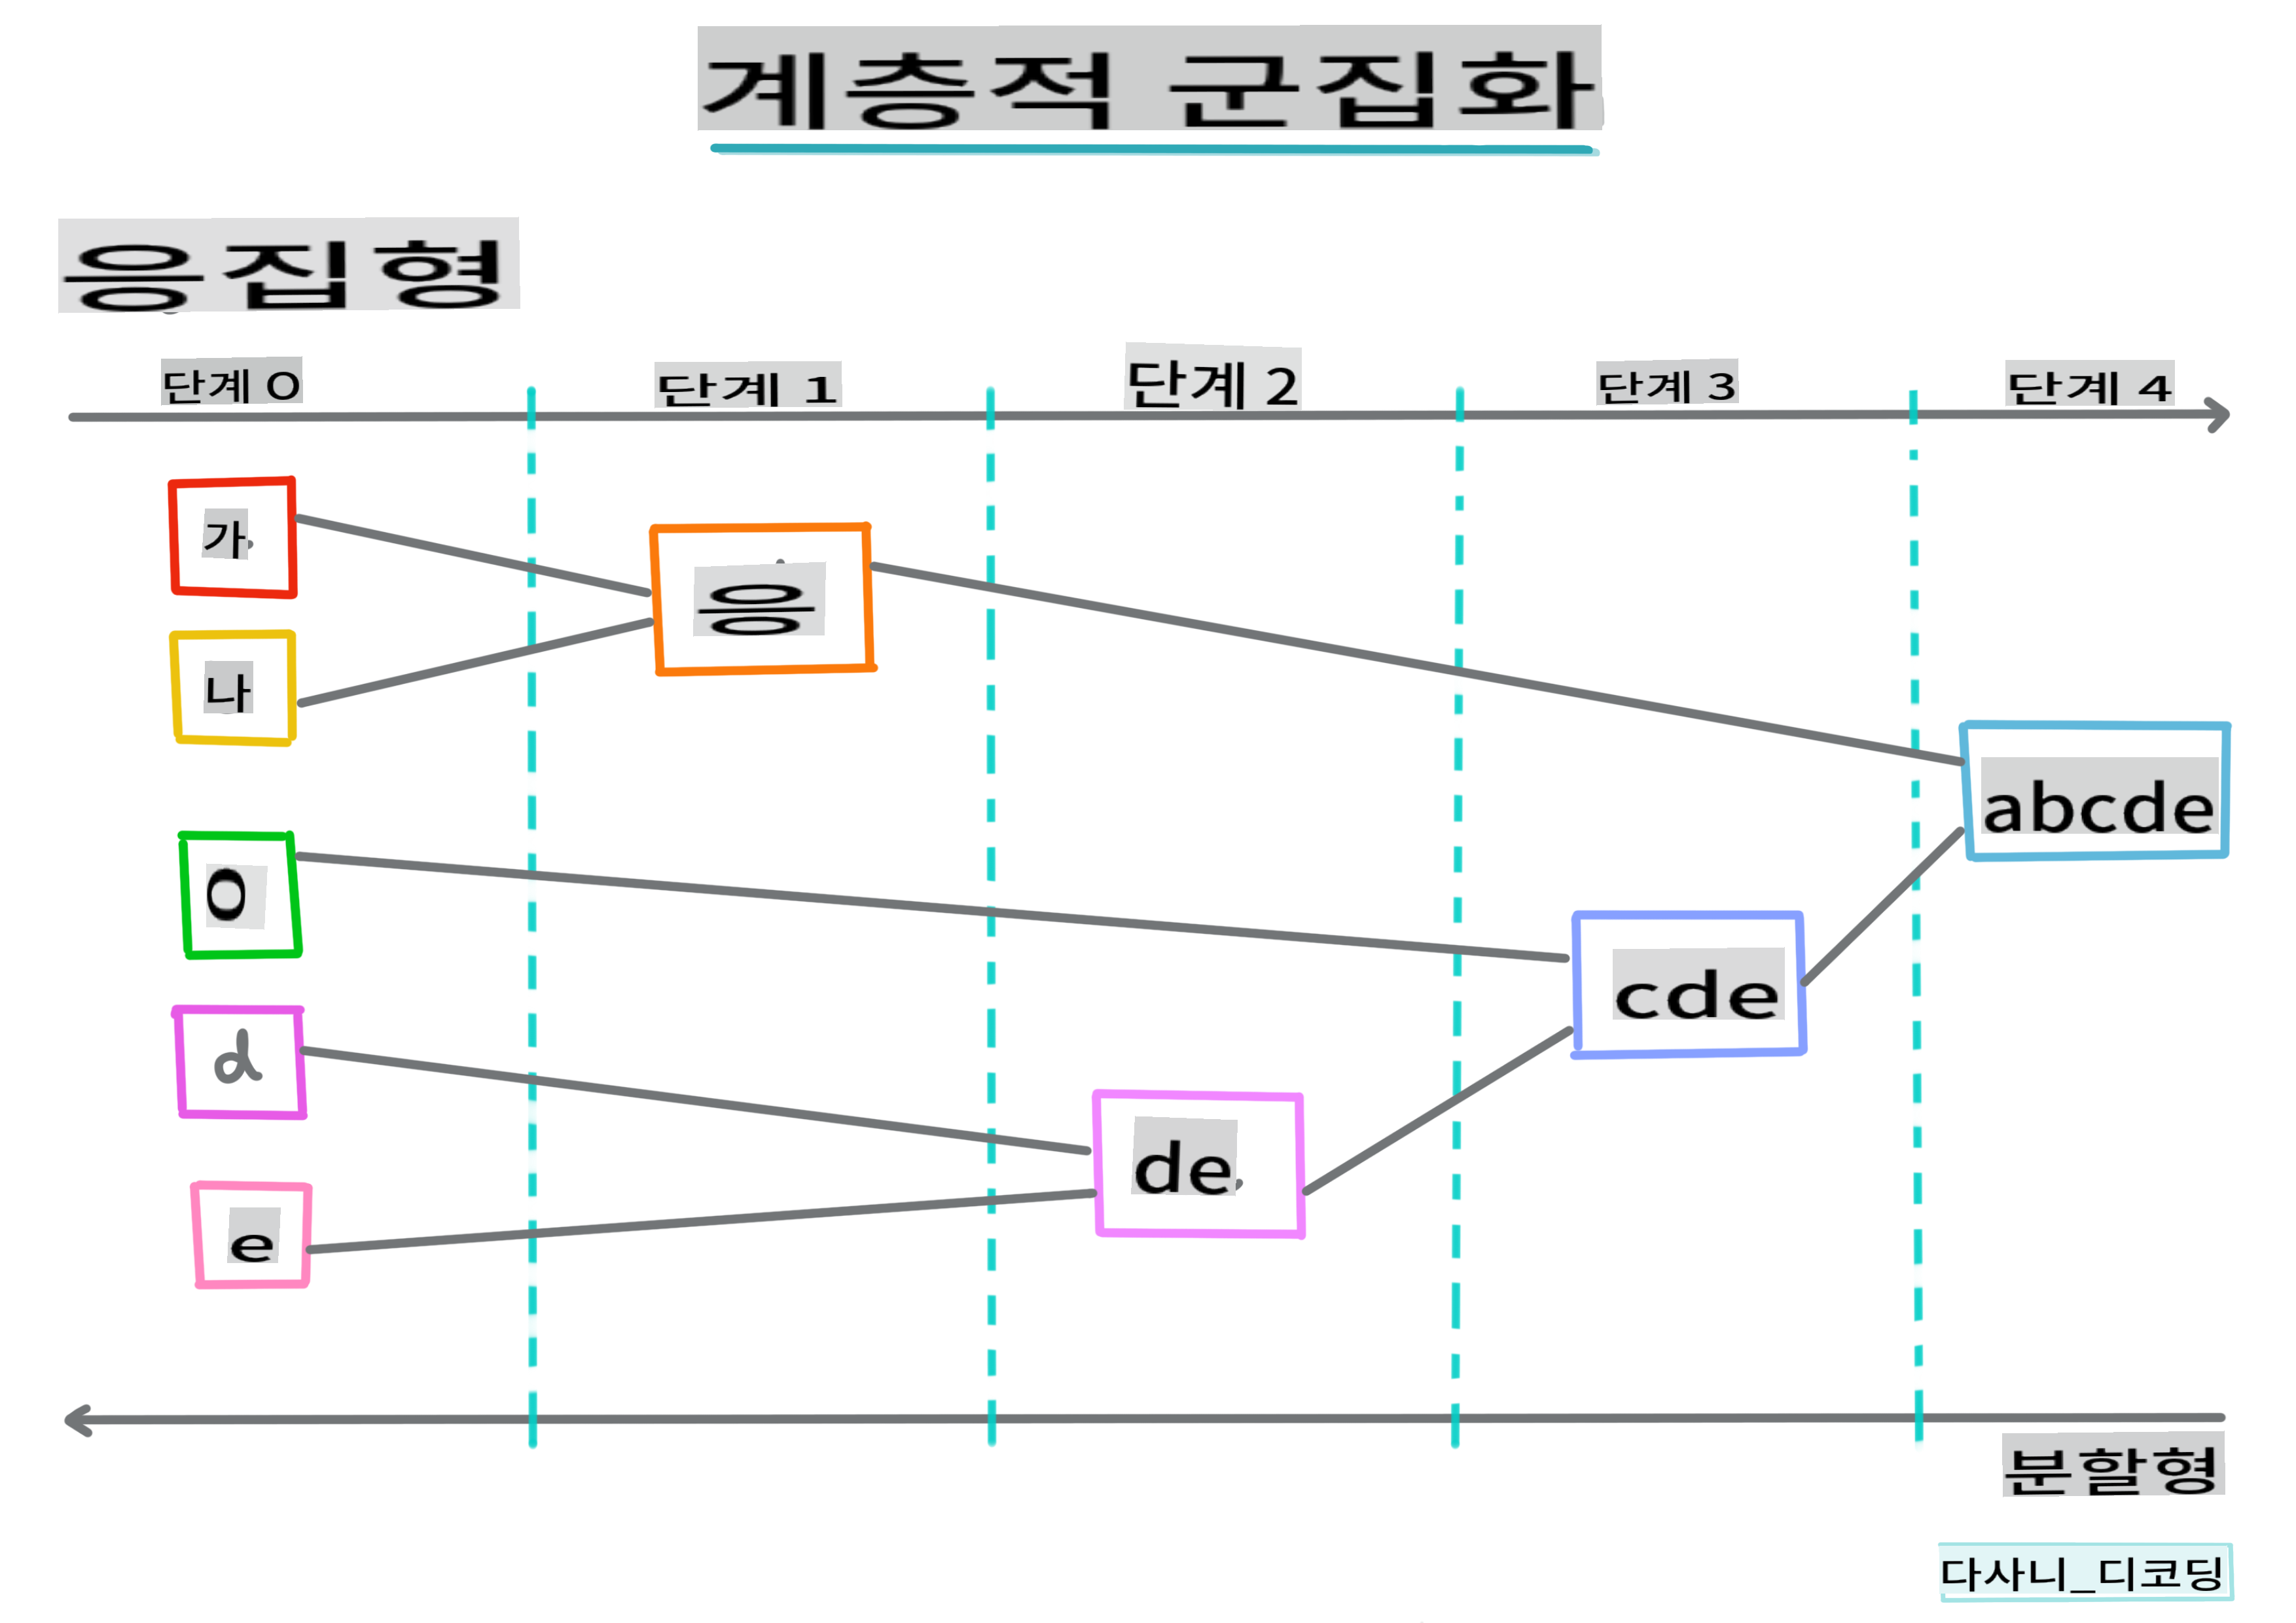 계층적 군집화
응집형
단계 0
단계 1
단계 2
단계 3
단계 4
가
응
나
abcde
0
cde
d
de
e
분할형
다사니_디코딩